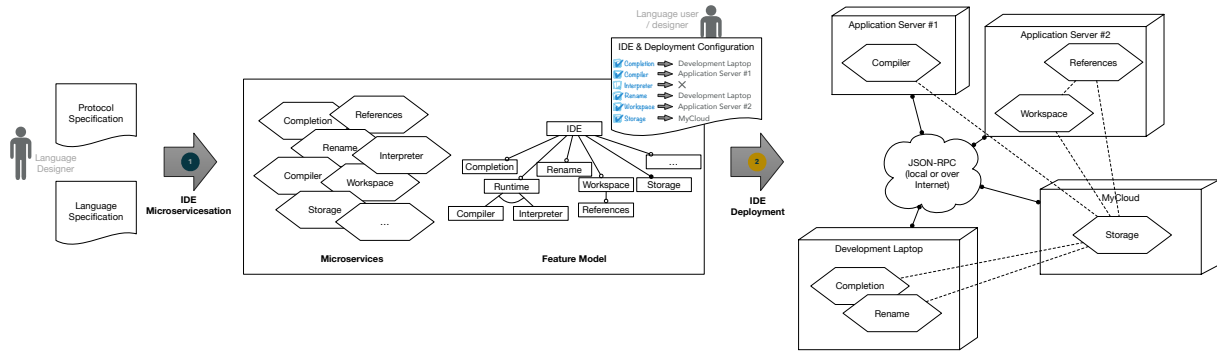 Protocol
Specification
Language
Designer
Language
Specification
1
IDE
Microservicesation
Completion
References
Rename
Interpreter
Compiler
Workspace
Storage
...
Microservices
IDE
Completion
Rename
...
Runtime
Workspace
Storage
Compiler
Interpreter
References
Feature Model
Language user
/ designer
IDE & Deployment Configuration
Completion Development Laptop
Compiler Application Server #1
Interpreter X
Rename Development Laptop
Workspace Application Server #2
Storage MyCloud
2
IDE
Deployment
Application Server #1
Compiler
Application Server #2
References
Workspace
JSON-RPC
(local or over
Internet)
MyCloud
Storage
Development Laptop
Completion
Rename